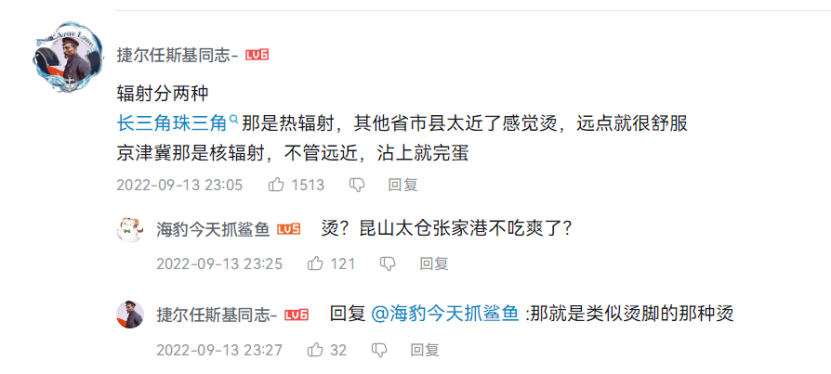 捷尔任斯基同志- LV6
辐射分两种
长三角珠三角那是热辐射，其他省市县太近了感觉烫，远点就很舒服
京津冀那是核辐射，不管远近，沾上就完蛋
2022-09-13 23:05 1513 回复
海豹今天抓鲨鱼 LV5 烫？昆山太仓张家港不吃爽了？
2022-09-13 23:25 121 回复
捷尔任斯基同志- LV6 回复 @海豹今天抓鲨鱼 :那就是类似烫脚的那种烫
2022-09-13 23:27 32 回复